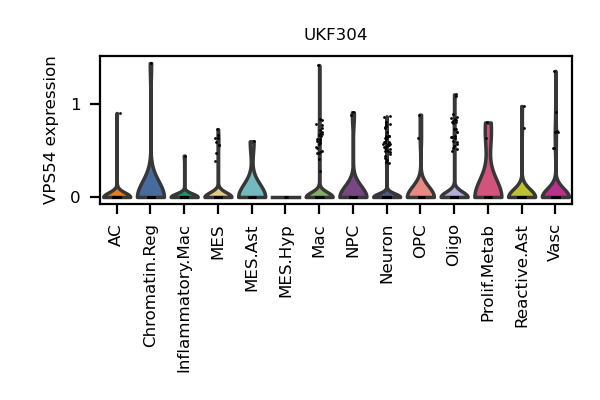 UKF304
VPS54 expression
1
0
AC
Chromatin.Reg
Inflammatory.Mac
MES
MES.Ast
MES.Hyp
Mac
NPC
Neuron
OPC
Oligo
Prolif.Metab
Reactive.Ast
Vasc